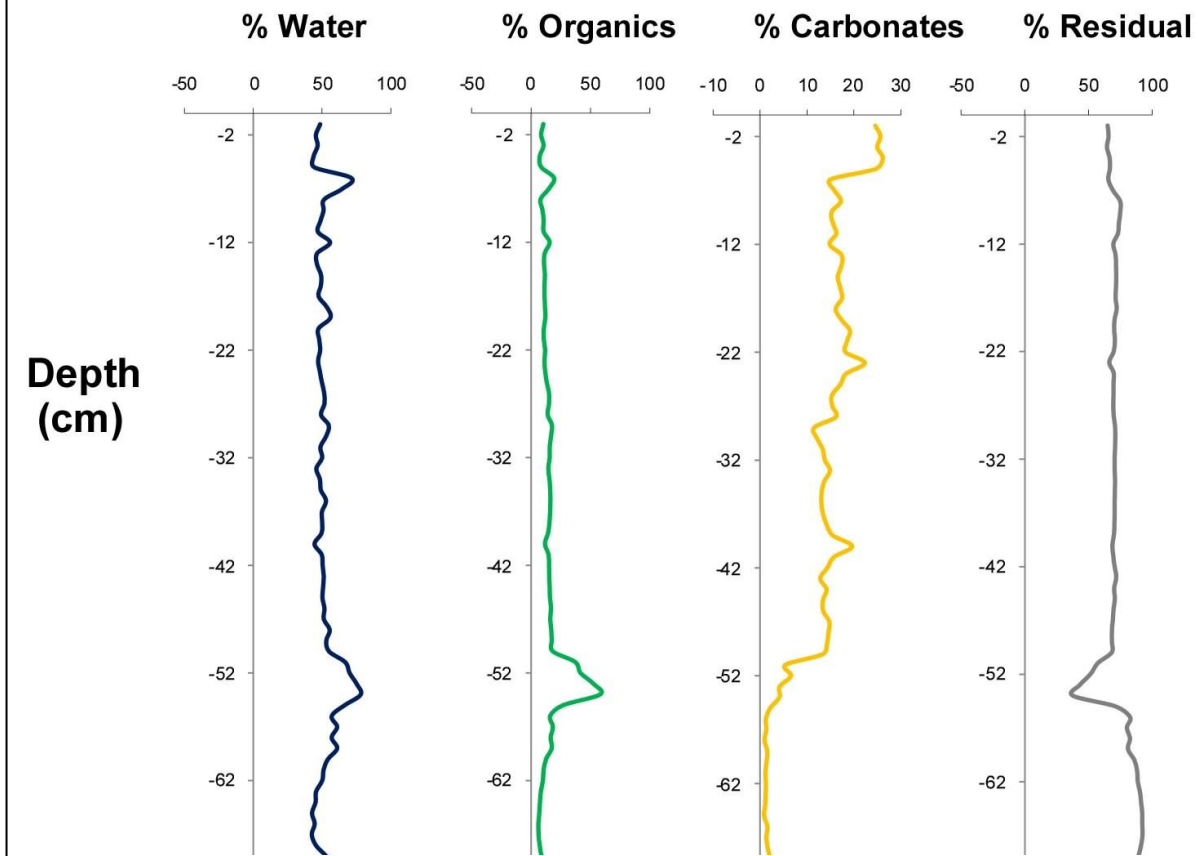 % Water % Organics % Carbonates % Residual
-50 0 50 100 -50 0 50 100 -10 0 10 20 30 -50 0 50 100
-2 -2 -2 -2
-12 -12 -12 -12
-22 -22 -22 -22
Depth
(cm)
-32 -32 -32 -32
-42 -42 -42 -42
-52 -52 -52 -52
-62 -62 -62 -62